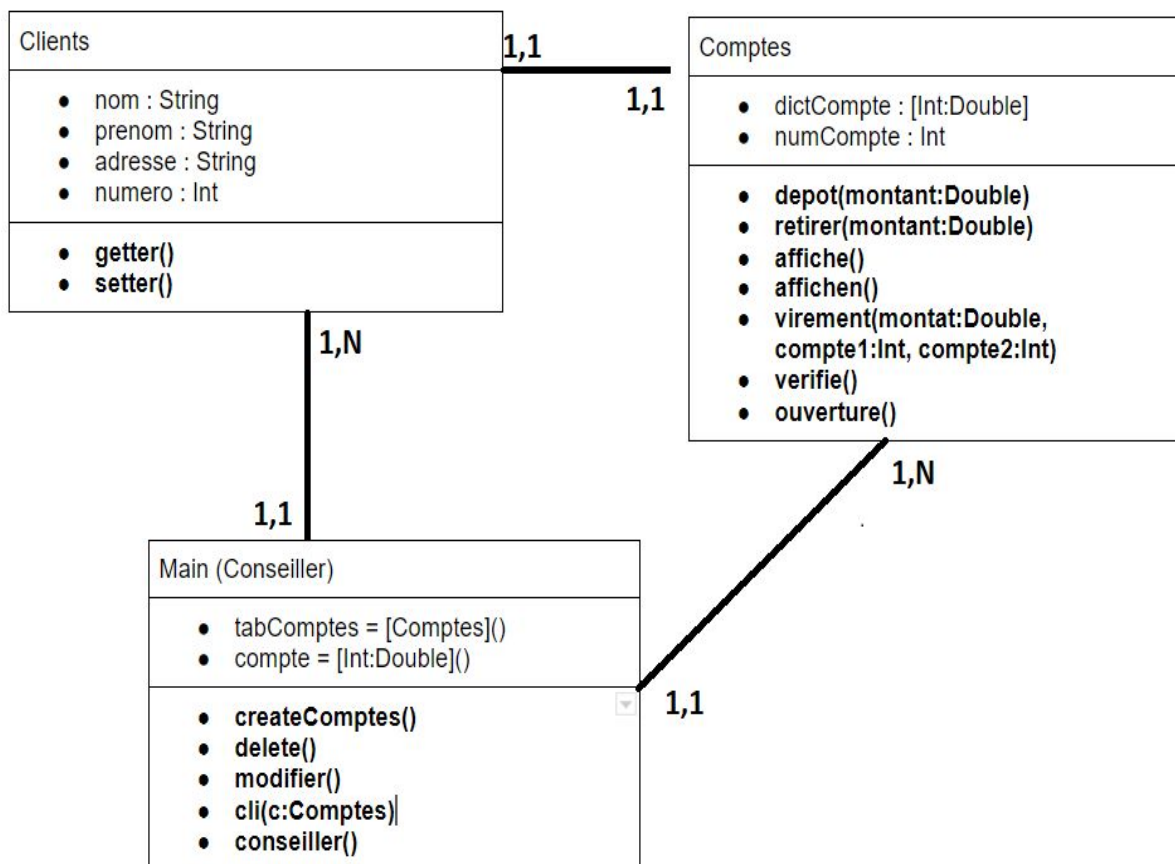 Clients
nom : String
prenom : String
adresse : String
numero : Int
getter()
setter()
1,1
1,1
Comptes
dictCompte : [Int:Double]
numCompte : Int
depot(montant:Double)
retirer(montant:Double)
affiche()
affichen()
virement(montat:Double,
compte1:Int, compte2:Int)
verifie()
ouverture()
1,N
1,1
1,N
1,1
Main (Conseiller)
tabComptes = [Comptes]()
compte = [Int:Double]()
createComptes()
delete()
modifier()
cli(c:Comptes)
conseiller()